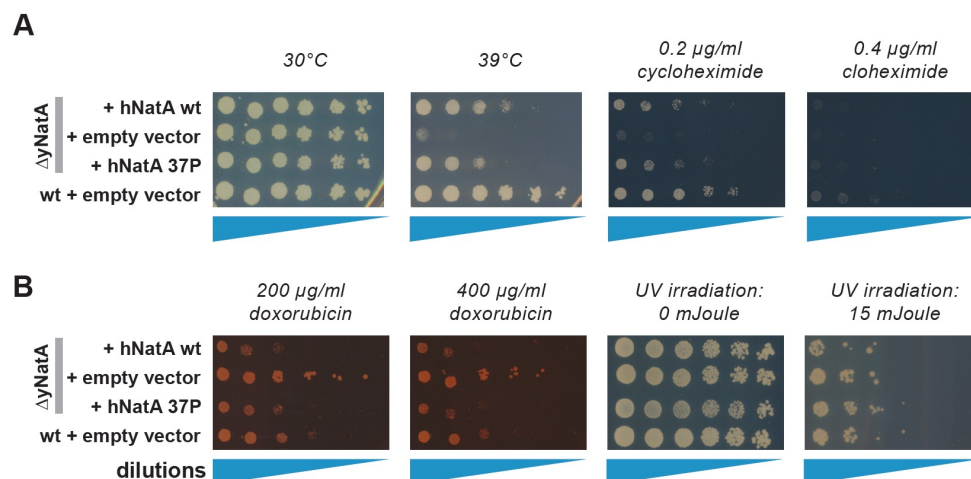 A
30°C
39°C
0.2 µg/ml
cycloheximide
0.4 µg/ml
cloheximide
ΔyNatA
+ hNatA wt
+ empty vector
+ hNatA 37P
wt + empty vector
B
200 µg/ml
doxorubicin
400 µg/ml
doxorubicin
UV irradiation:
0 mJoule
UV irradiation:
15 mJoule
ΔyNatA
+ hNatA wt
+ empty vector
+ hNatA 37P
wt + empty vector
dilutions